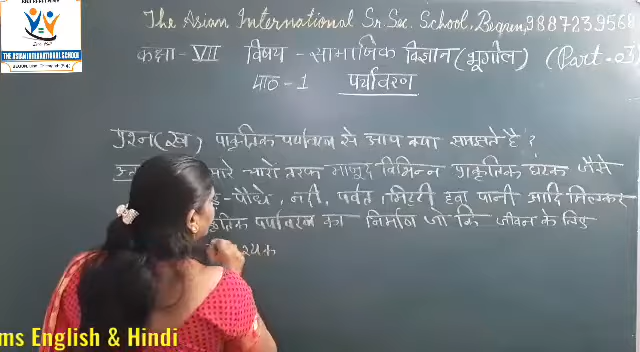 THE ASIAN INTERNATIONAL SCHOOL
The Asian International Sr. Sec. School, Begun, 9887239568
कक्षा - VII विषय - सामाजिक विज्ञान (भूगोल) (Part-03)
पाठ - 1 पर्यावरण
प्रश्न (ख) प्राकृतिक पर्यावरण से आप क्या समझते है ?
मारे चारों तरफ मौजूद विभिन्न प्राकृतिक घटक जैसे
- पौधे, नदी, पर्वत, मिट्टी हवा पानी आदि मिलकर
पर्यावरण का निर्माण जो कि जीवन के लिए
श्यक
ms English & Hindi